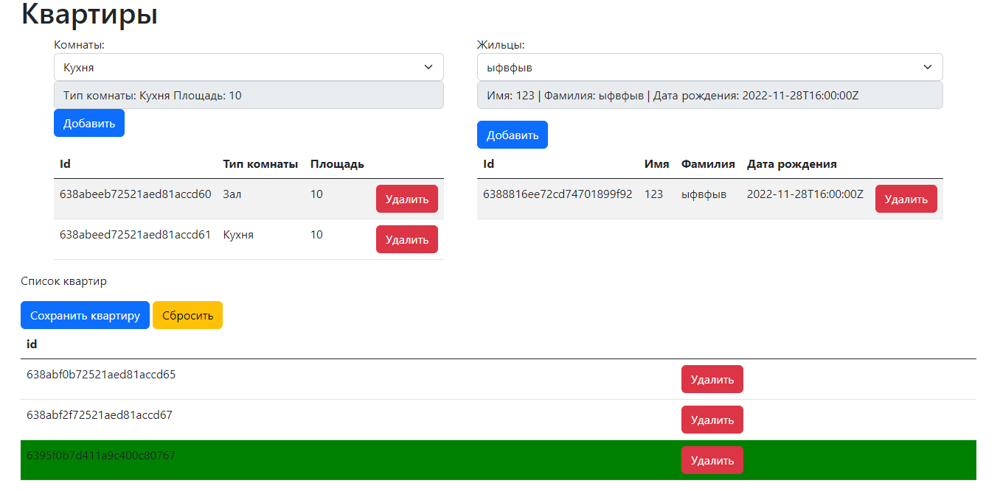 Квартиры
Комнаты:
Кухня
Тип комнаты: Кухня Площадь: 10
Добавить
Id Тип комнаты Площадь
638abeeb72521aed81accd60 Зал 10 Удалить
638abeed72521aed81accd61 Кухня 10 Удалить
Жильцы:
ыфвфыв
Имя: 123 | Фамилия: ыфвфыв | Дата рождения: 2022-11-28T16:00:00Z
Добавить
Id Имя Фамилия Дата рождения
6388816ee72cd74701899f92 123 ыфвфыв 2022-11-28T16:00:00Z Удалить
Список квартир
Сохранить квартиру Сбросить
id
638abf0b72521aed81accd65 Удалить
638abf2f72521aed81accd67 Удалить
6395f0b7d411a9c400c80767 Удалить